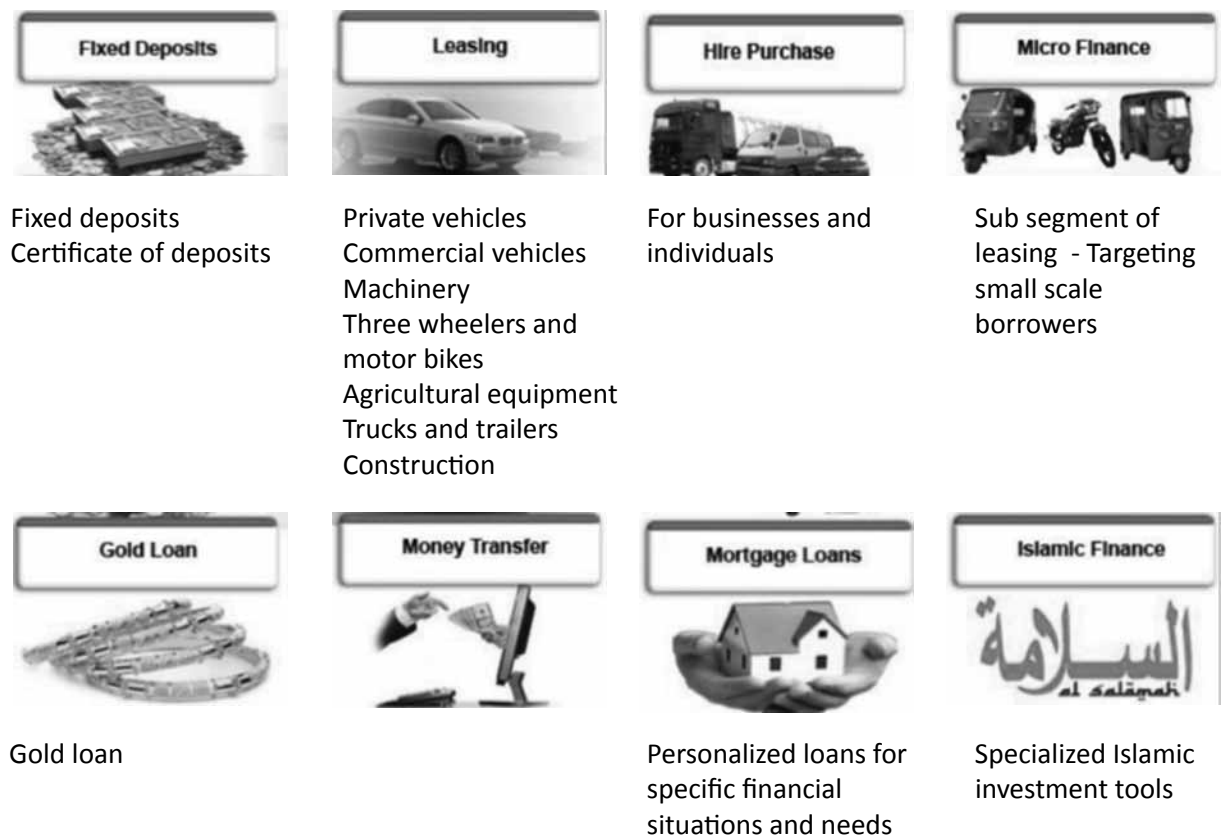 Fixed Deposits
Leasing
Hire Purchase
Micro Finance
Fixed deposits
Certificate of deposits
Private vehicles
Commercial vehicles
Machinery
Three wheelers and
motor bikes
Agricultural equipment
Trucks and trailers
Construction
For businesses and
individuals
Sub segment of
leasing - Targeting
small scale
borrowers
Gold Loan
Money Transfer
Mortgage Loans
Islamic Finance
السلامة
al salāmah
Gold loan
Personalized loans for
specific financial
situations and needs
Specialized Islamic
investment tools